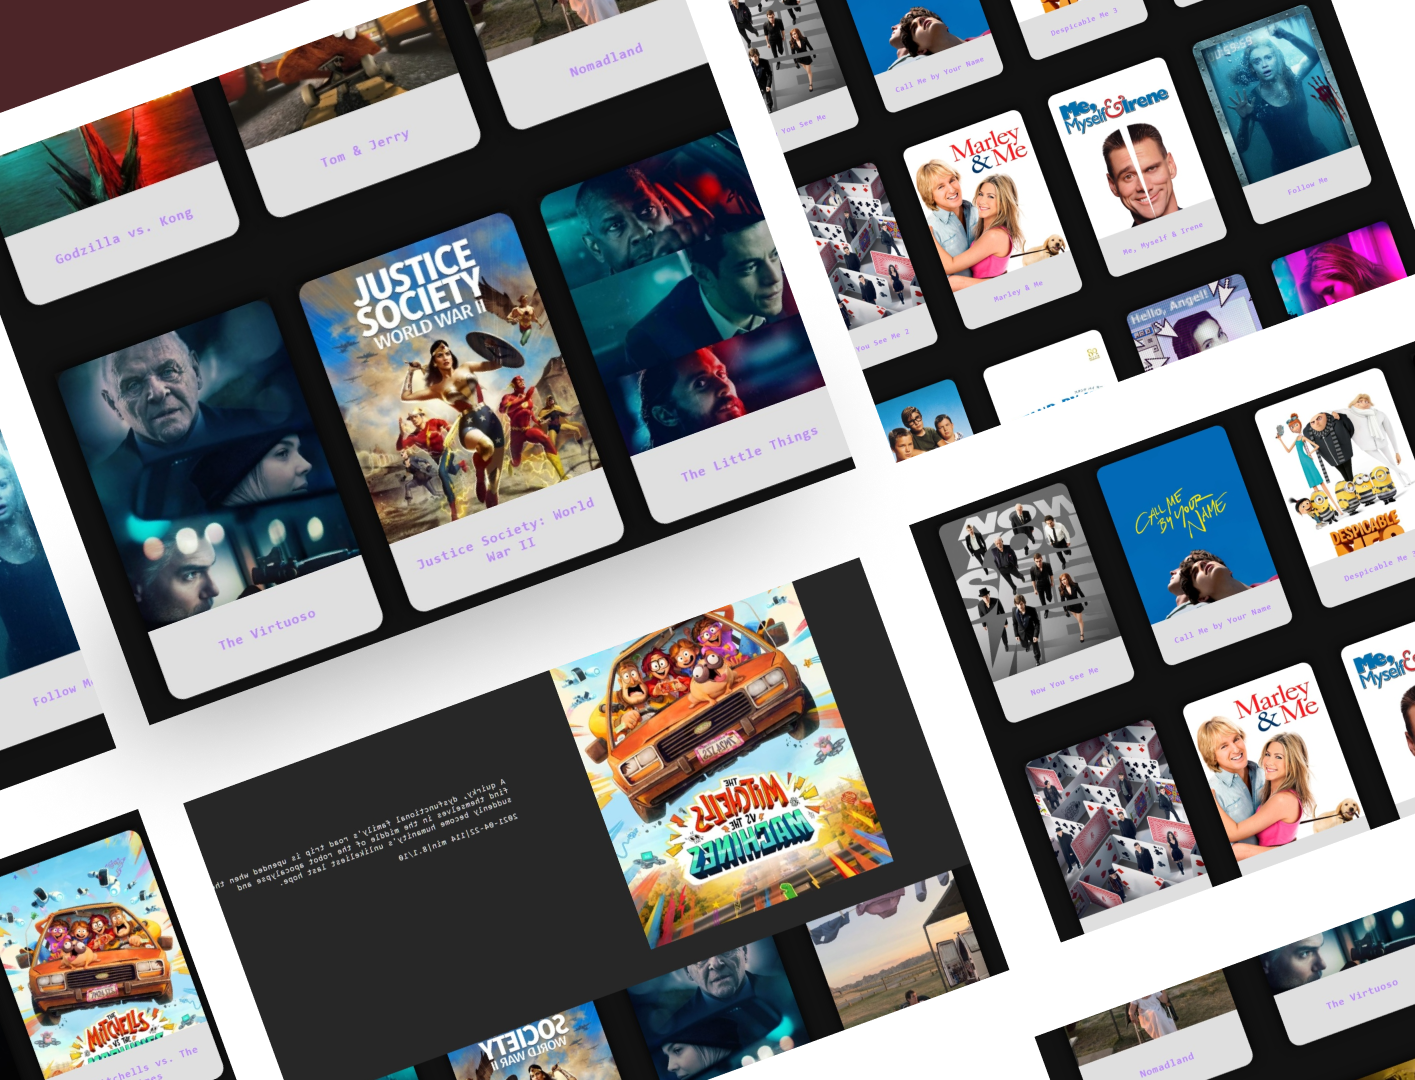 Godzilla vs. Kong
Tom & Jerry
Nomadland
JUSTICE
SOCIETY
WORLD WAR II
The Virtuoso
Justice Society: World
War II
The Little Things
You See Me
Call Me by Your Name
Despicable Me 3
Marley
& Me
Me,
Myself & Irene
You See Me 2
Marley & Me
Me, Myself & Irene
Follow Me
Hello, Angel!
NOW
YOU
SEE
CALL ME
BY YOUR
NAME
DESPICABLE
Now You See Me
Call Me by Your Name
Despicable Me
Marley
& Me
Me,
Myself &
Follow M
A quirky, dysfunctional family's road trip is upended when th
find themselves in the middle of the robot apocalypse and
suddenly become humanity's unlikeliest last hope.
2021-04-22|114 min|8.1/10
THE
MITCHELLS
VS THE
MACHINES
THE
MITCHELLS
VS THE
tchells vs. The
SOCIETY
WORLD WAR II
Nomadland
The Virtuoso